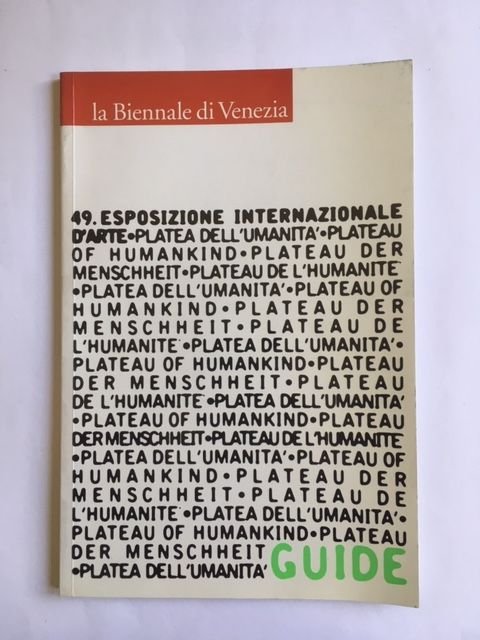 la Biennale di Venezia
49. ESPOSIZIONE INTERNAZIONALE
D'ARTE•PLATEA DELL'UMANITA'•PLATEAU
OF HUMANKIND•PLATEAU DER
MENSCHHEIT•PLATEAU DE L'HUMANITE
•PLATEA DELL'UMANITA'•PLATEAU OF
HUMANKIND•PLATEAU DER
MENSCHHEIT•PLATEAU DE
L'HUMANITE•PLATEA DELL'UMANITA'•
PLATEAU OF HUMANKIND•PLATEAU
DER MENSCHHEIT•PLATEAU
DE L'HUMANITE•PLATEA DELL'UMANITA'
•PLATEAU OF HUMANKIND•PLATEAU
DER MENSCHHEIT•PLATEAU DE L'HUMANITE
•PLATEA DELL'UMANITA'•PLATEAU OF
HUMANKIND•PLATEAU DER
MENSCHHEIT•PLATEAU DE
L'HUMANITE•PLATEA DELL'UMANITA'•
PLATEAU OF HUMANKIND•PLATEAU
DER MENSCHHEIT
•PLATEA DELL'UMANITA' GUIDE